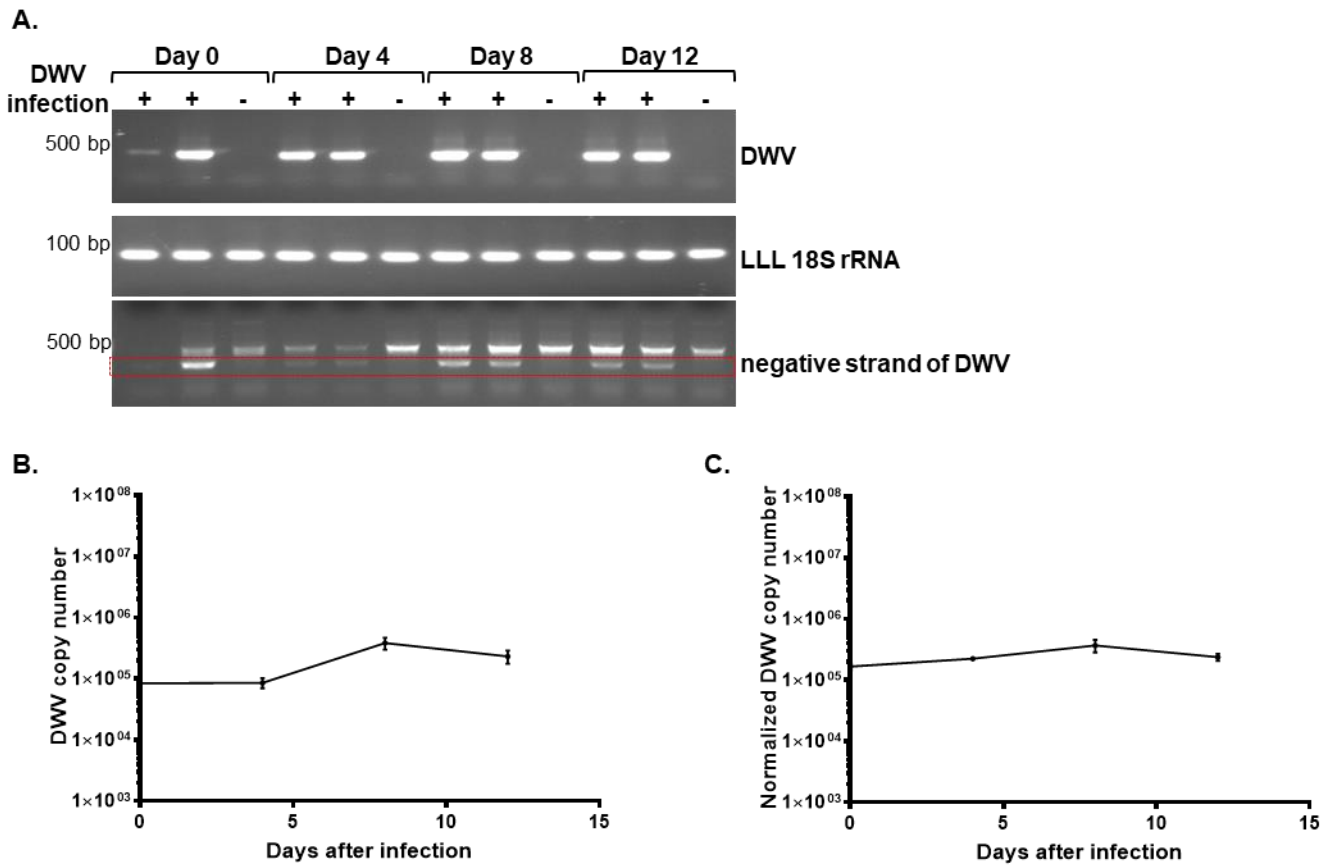 A.
Day 0 Day 4 Day 8 Day 12
DWV
infection + + - + + - + + - + + -
500 bp DWV
100 bp LLL 18S rRNA
500 bp negative strand of DWV
B.
DWV copy number
1×10⁰⁸
1×10⁰⁷
1×10⁰⁶
1×10⁰⁵
1×10⁰⁴
1×10⁰³
0 5 10 15
Days after infection
C.
Normalized DWV copy number
1×10⁰⁸
1×10⁰⁷
1×10⁰⁶
1×10⁰⁵
1×10⁰⁴
1×10⁰³
0 5 10 15
Days after infection